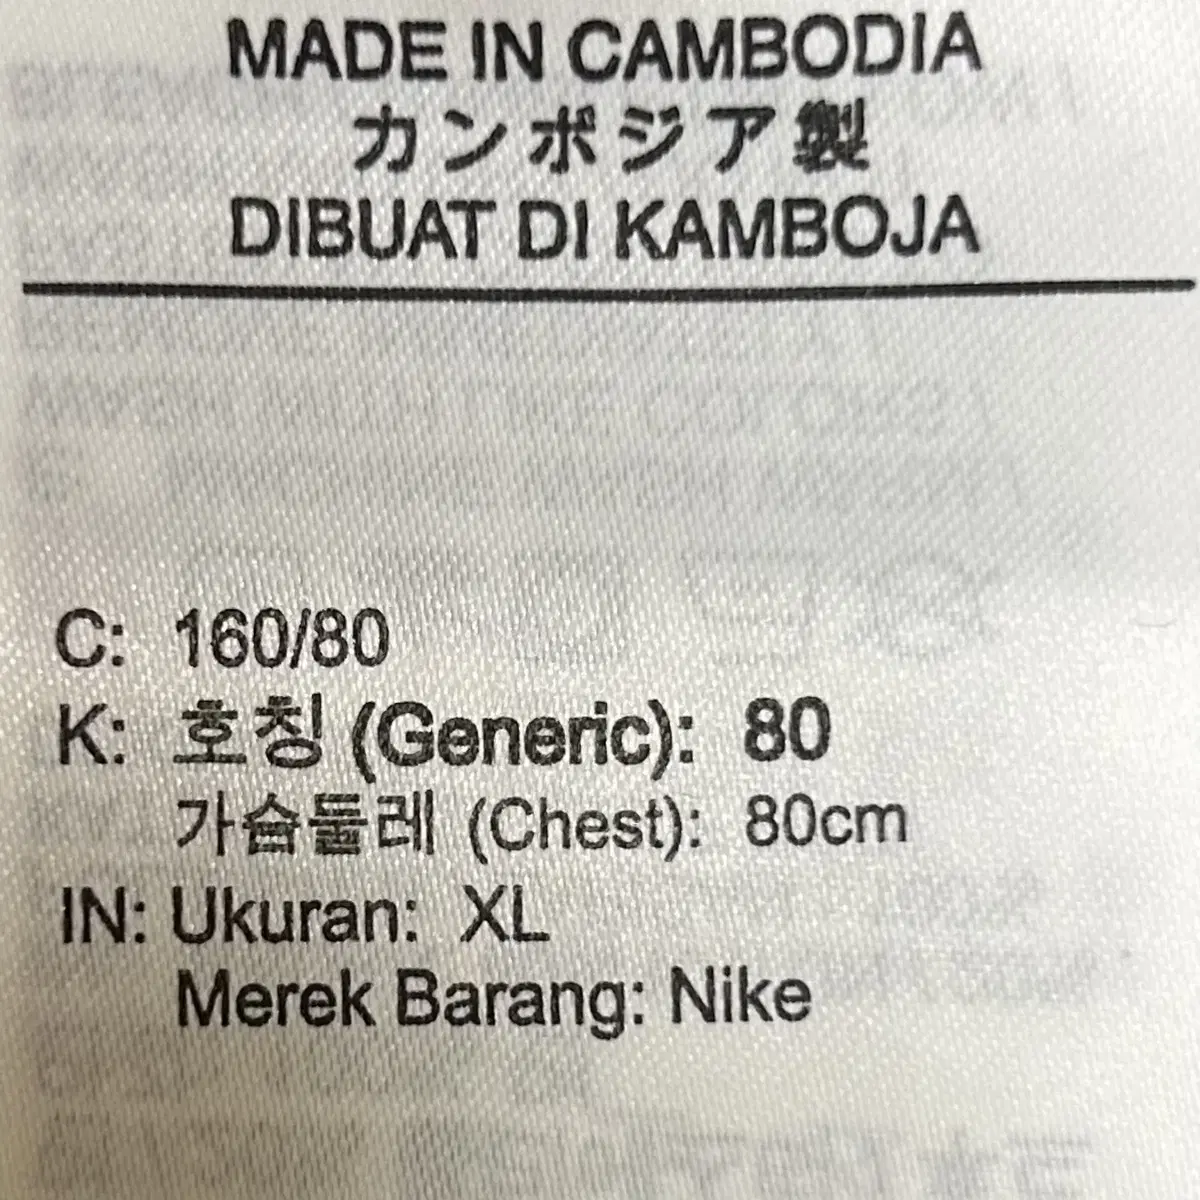 MADE IN CAMBODIA
カンボジア製
DIBUAT DI KAMBOJA
C: 160/80
K: 호칭 (Generic): 80
가슴둘레 (Chest): 80cm
IN: Ukuran: XL
Merek Barang: Nike